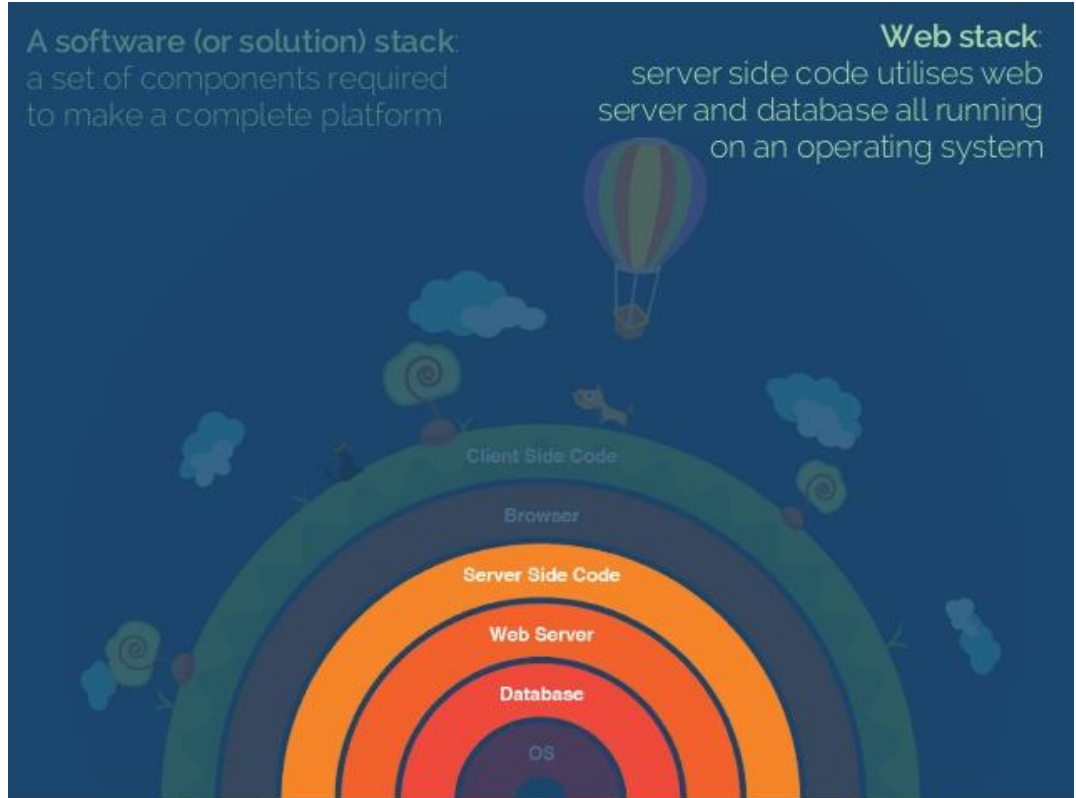 A software (or solution) stack:
a set of components required
to make a complete platform
Web stack:
server side code utilises web
server and database all running
on an operating system
Client Side Code
Browser
Server Side Code
Web Server
Database
OS